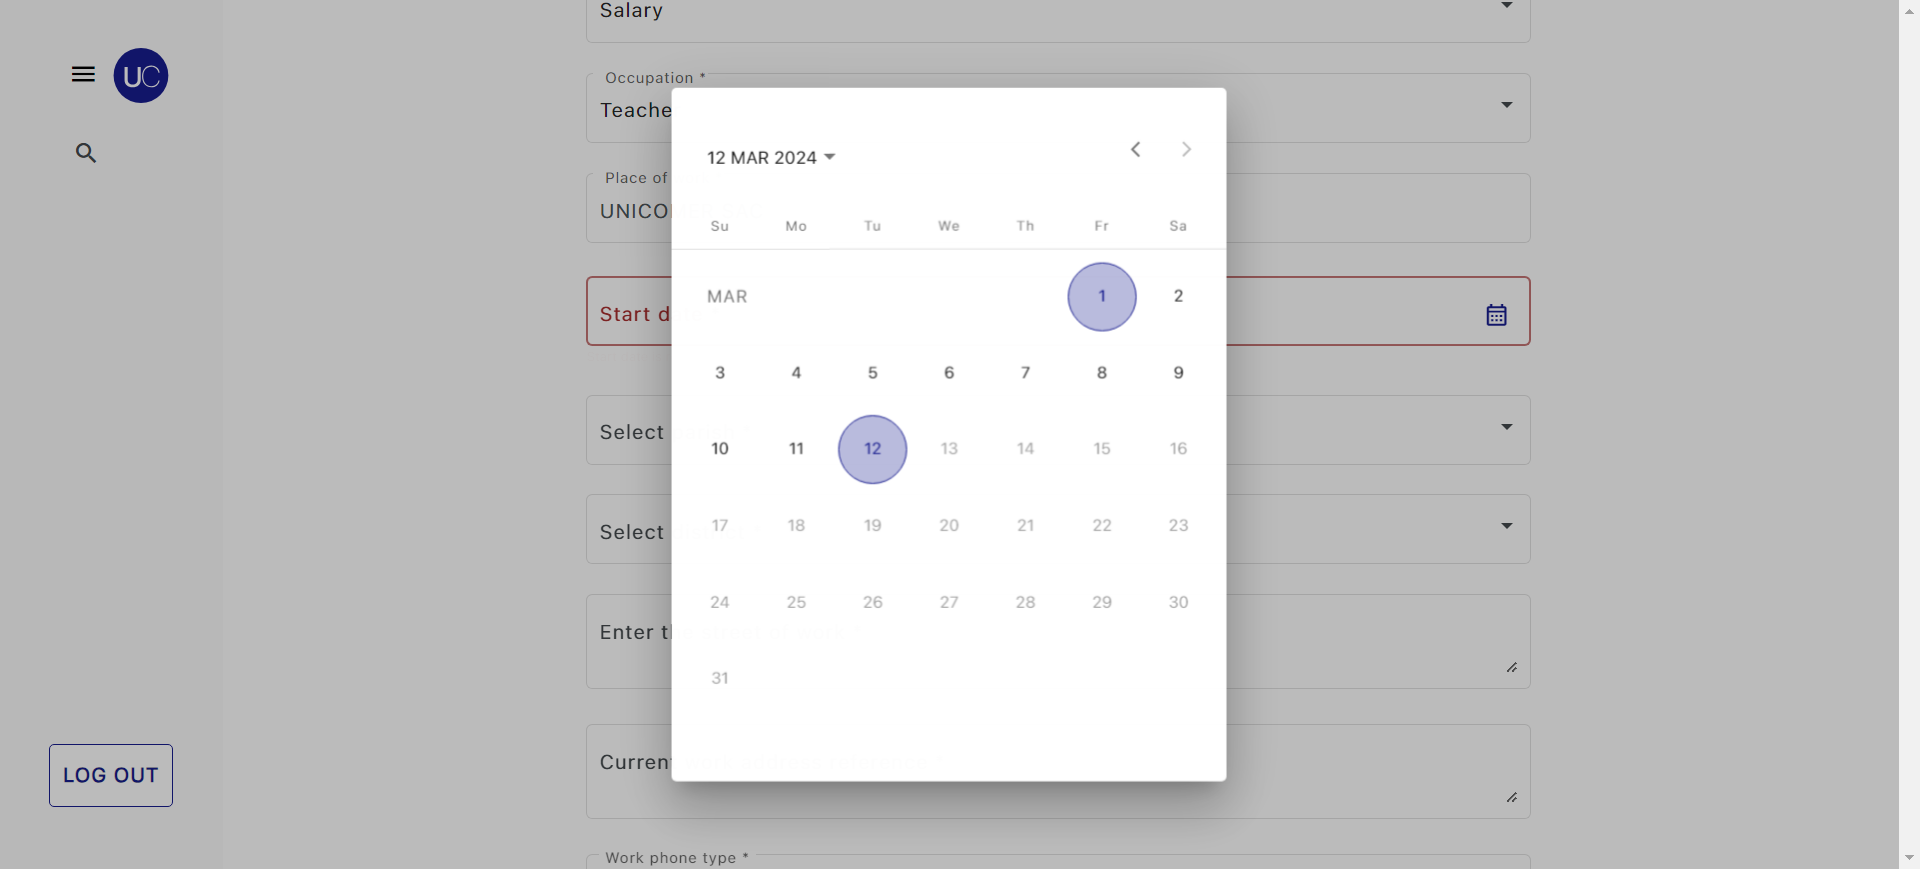 Salary
UC
Occupation *
Teache
12 MAR 2024
Place of
UNICO
Su Mo Tu We Th Fr Sa
MAR 1 2
Start d
3 4 5 6 7 8 9
Select
10 11 12 13 14 15 16
Select
17 18 19 20 21 22 23
24 25 26 27 28 29 30
Enter th
31
Current
LOG OUT
Work phone type *